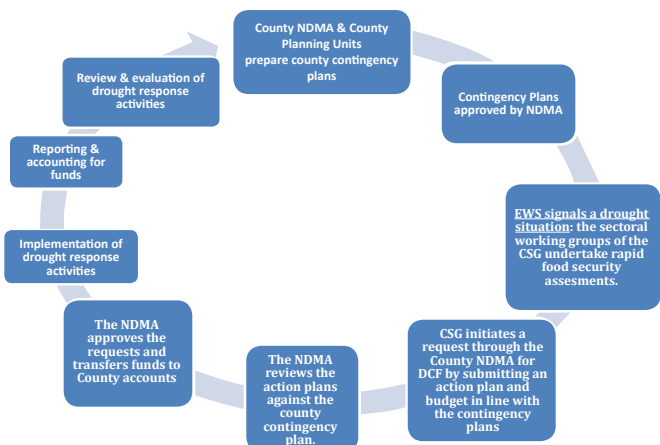 County NDMA & County
Planning Units
prepare county contingency
plans
Contingency Plans
approved by NDMA
EWS signals a drought
situation: the sectoral
working groups of the
CSG undertake rapid
food security
assesments.
CSG initiates a
request through the
County NDMA for
DCF by submitting an
action plan and
budget in line with
the contingency
plans
The NDMA
reviews the
action plans
against the
county
contingency
plan.
The NDMA
approves the
requests and
transfers funds to
County accounts
Implementation of
drought response
activities
Reporting &
accounting for
funds
Review & evaluation of
drought response
activities